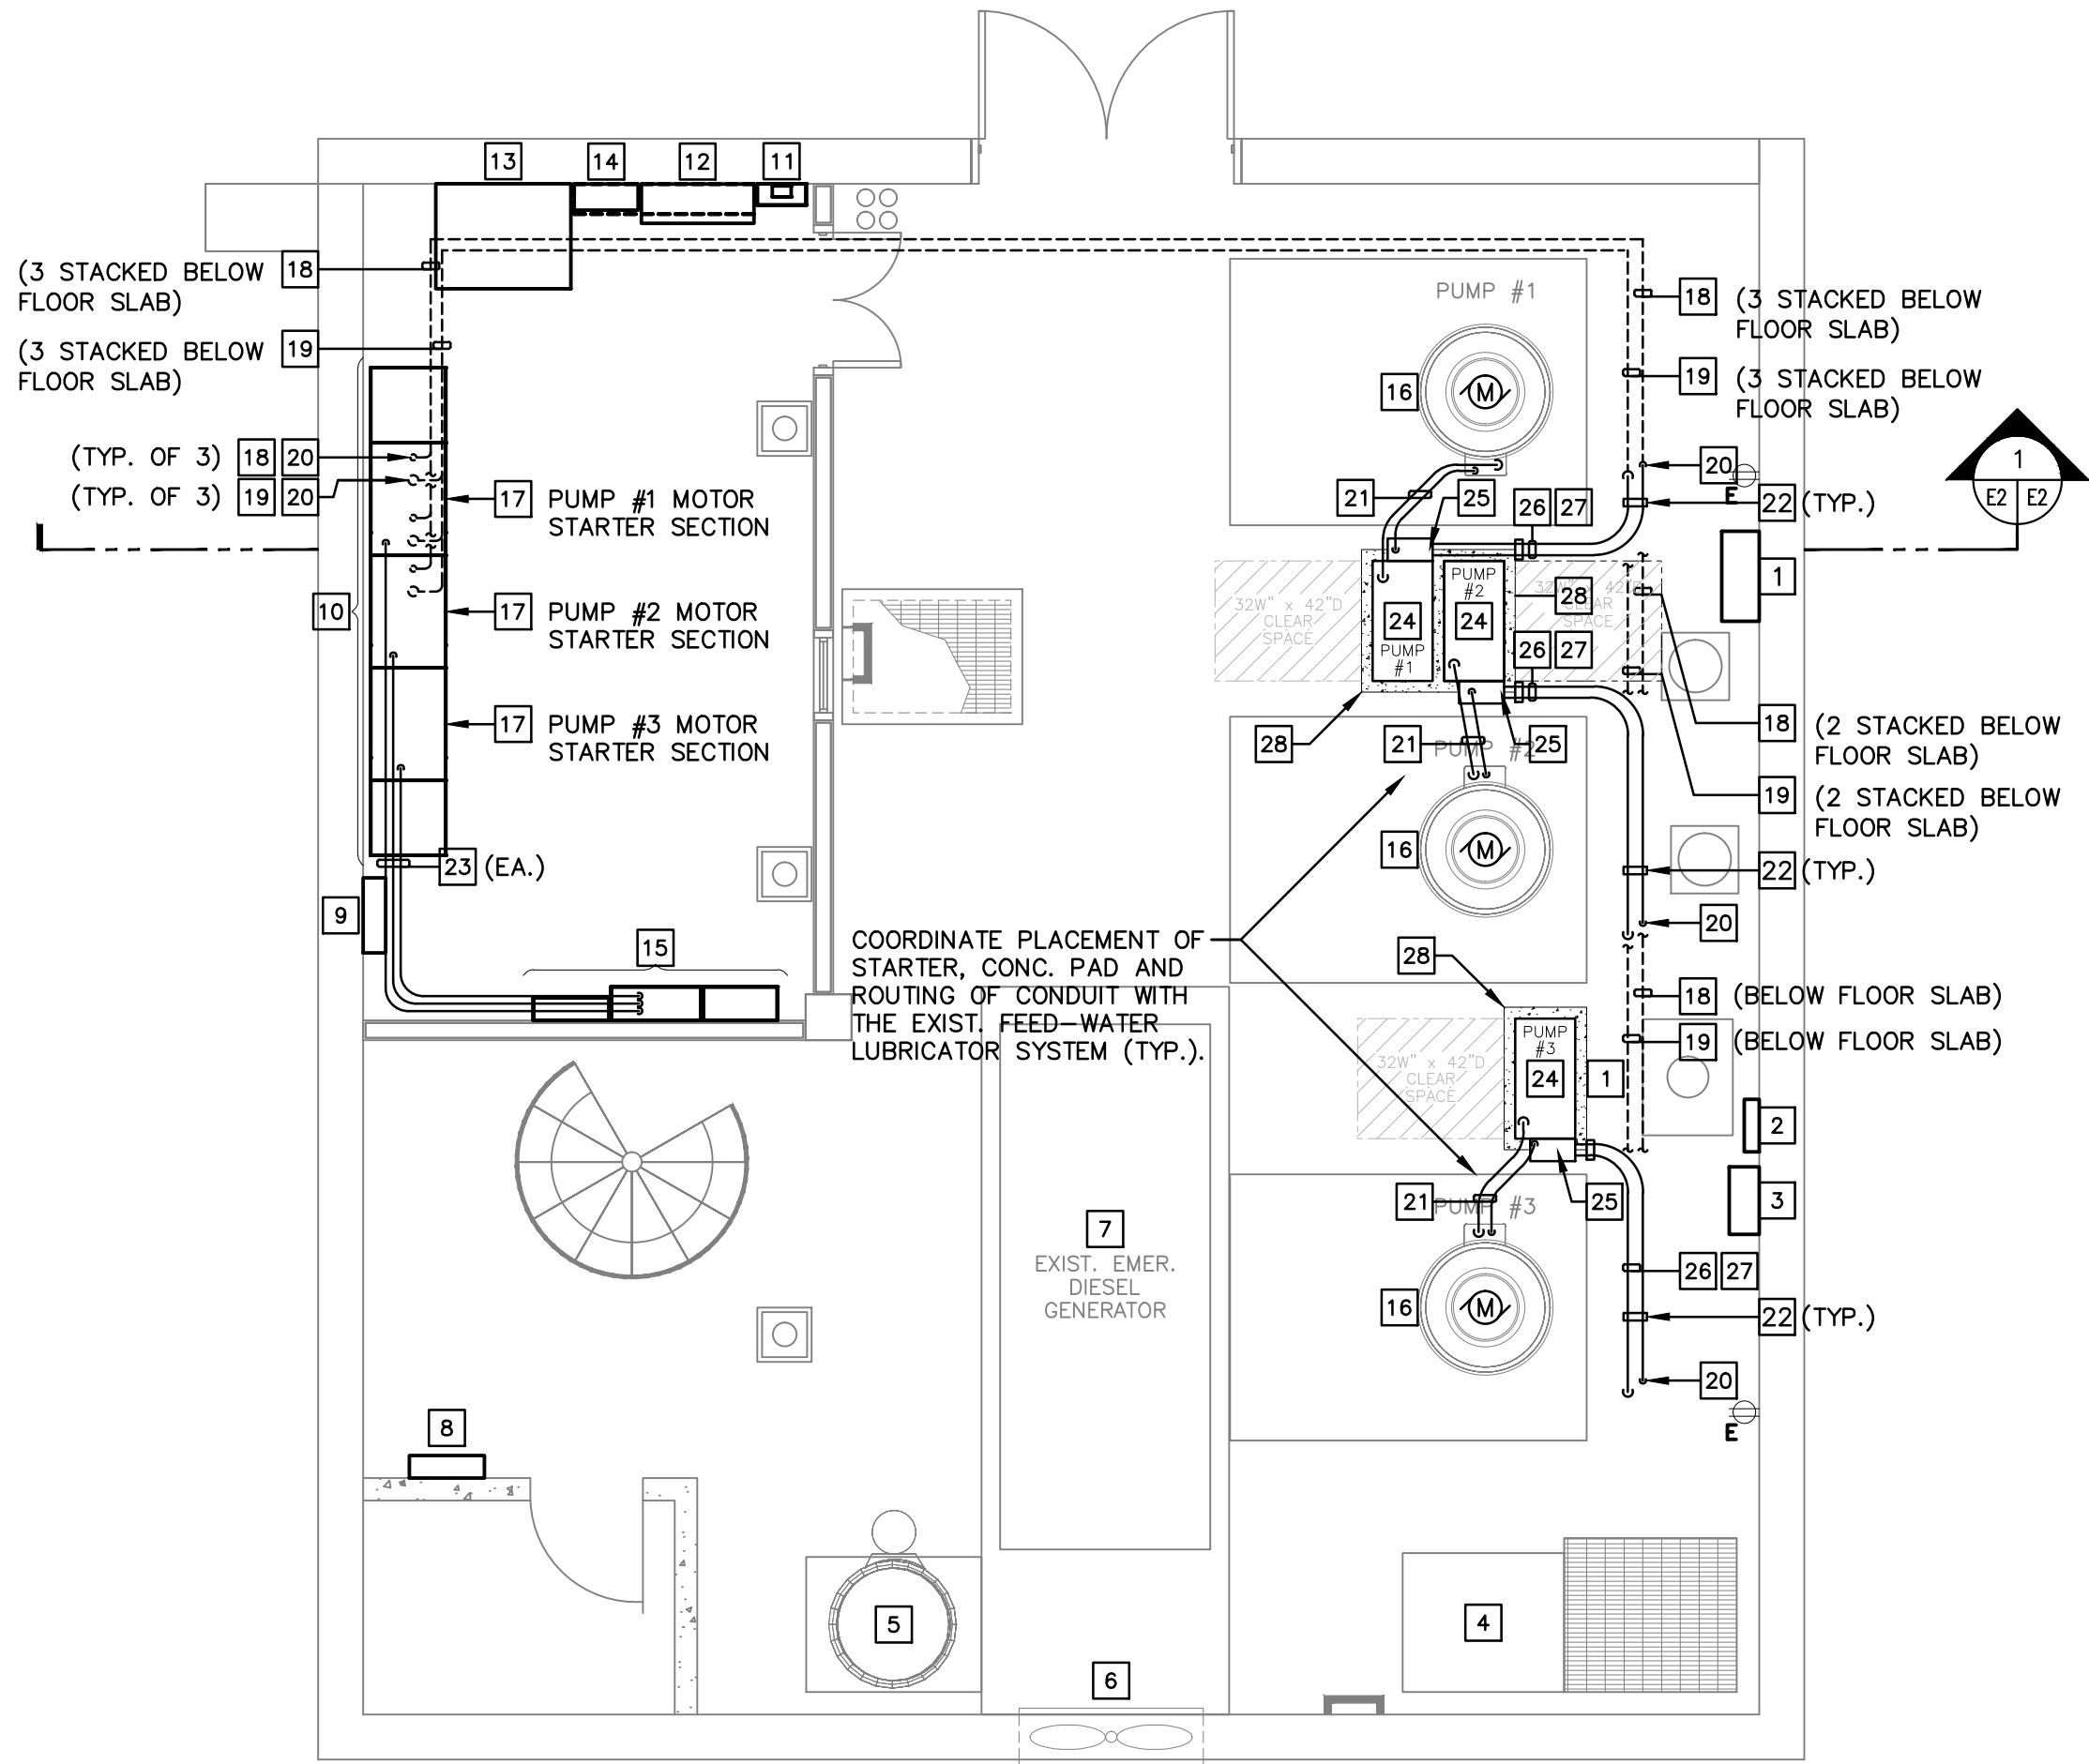 13
14
12
11
(3 STACKED BELOW
FLOOR SLAB)
18
(3 STACKED BELOW
FLOOR SLAB)
19
(TYP. OF 3) 18 20
(TYP. OF 3) 19 20
17 PUMP #1 MOTOR
STARTER SECTION
10
17 PUMP #2 MOTOR
STARTER SECTION
17 PUMP #3 MOTOR
STARTER SECTION
23 (EA.)
9
15
PUMP #1
16
M
18 (3 STACKED BELOW
FLOOR SLAB)
19 (3 STACKED BELOW
FLOOR SLAB)
20
E
22 (TYP.)
1
E2 E2
21
25
26 27
1
32W" x 42"D
CLEAR
SPACE
24
PUMP
#1
PUMP
#2
24
32W" x 42"D
CLEAR
SPACE
28
26 27
28
21
PUMP #2
25
18 (2 STACKED BELOW
FLOOR SLAB)
19 (2 STACKED BELOW
FLOOR SLAB)
16
M
22 (TYP.)
20
COORDINATE PLACEMENT OF
STARTER, CONC. PAD AND
ROUTING OF CONDUIT WITH
THE EXIST. FEED-WATER
LUBRICATOR SYSTEM (TYP.).
28
18 (BELOW FLOOR SLAB)
19 (BELOW FLOOR SLAB)
32W" x 42"D
CLEAR
SPACE
PUMP
#3
24
1
2
3
21
PUMP #3
25
7
EXIST. EMER.
DIESEL
GENERATOR
16
M
26 27
22 (TYP.)
20
E
8
5
6
4